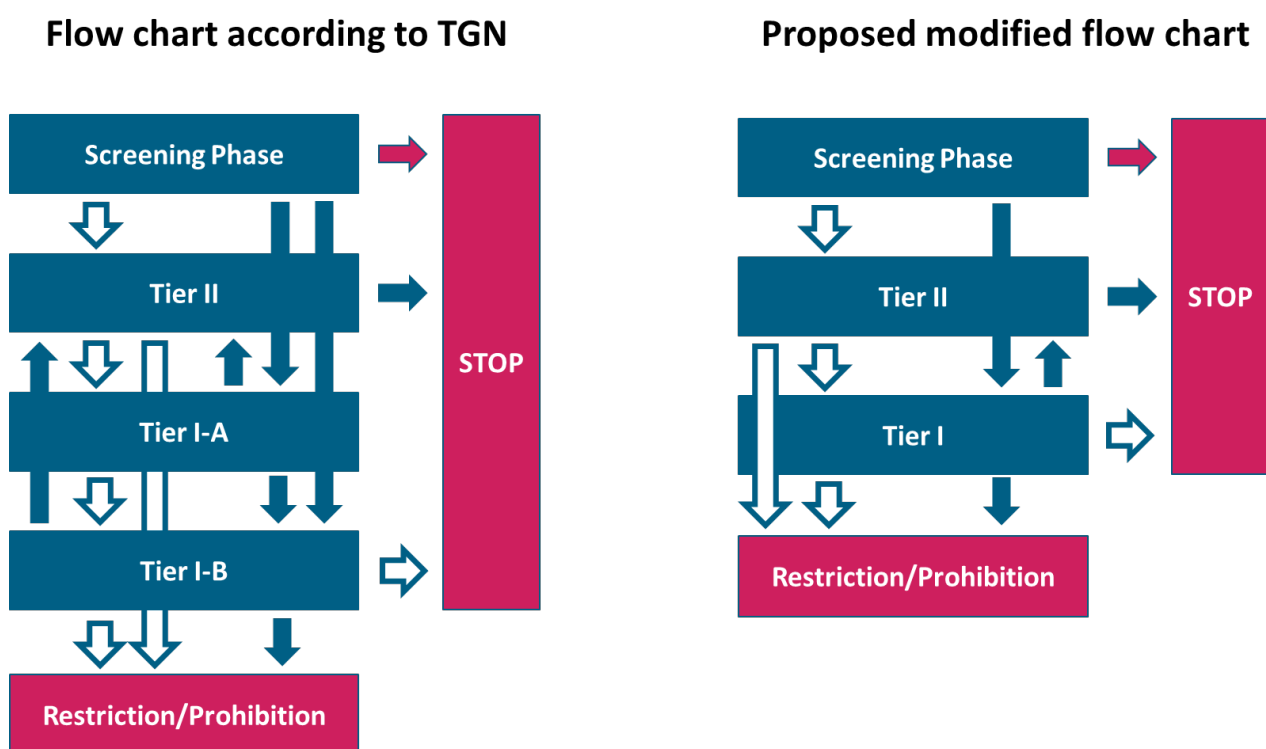 Flow chart according to TGN
Screening Phase
Tier II
STOP
Tier I-A
Tier I-B
Restriction/Prohibition
Proposed modified flow chart
Screening Phase
Tier II
STOP
Tier I
Restriction/Prohibition